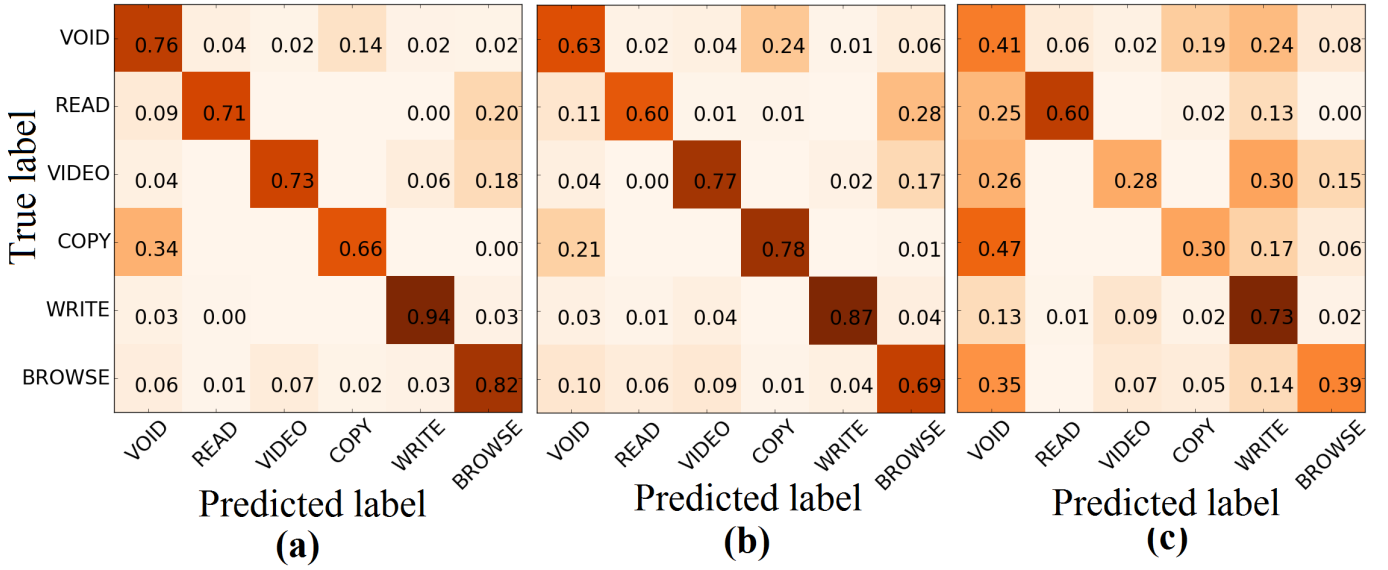 VOID 0.76 0.04 0.02 0.14 0.02 0.02 0.63 0.02 0.04 0.24 0.01 0.06 0.41 0.06 0.02 0.19 0.24 0.08
READ 0.09 0.71 0.00 0.20 0.11 0.60 0.01 0.01 0.28 0.25 0.60 0.02 0.13 0.00
VIDEO 0.04 0.73 0.06 0.18 0.04 0.00 0.77 0.02 0.17 0.26 0.28 0.30 0.15
COPY 0.34 0.66 0.00 0.21 0.78 0.01 0.47 0.30 0.17 0.06
WRITE 0.03 0.00 0.94 0.03 0.03 0.01 0.04 0.87 0.04 0.13 0.01 0.09 0.02 0.73 0.02
BROWSE 0.06 0.01 0.07 0.02 0.03 0.82 0.10 0.06 0.09 0.01 0.04 0.69 0.35 0.07 0.05 0.14 0.39
True label
VOID READ VIDEO COPY WRITE BROWSE VOID READ VIDEO COPY WRITE BROWSE VOID READ VIDEO COPY WRITE BROWSE
Predicted label Predicted label Predicted label
(a) (b) (c)